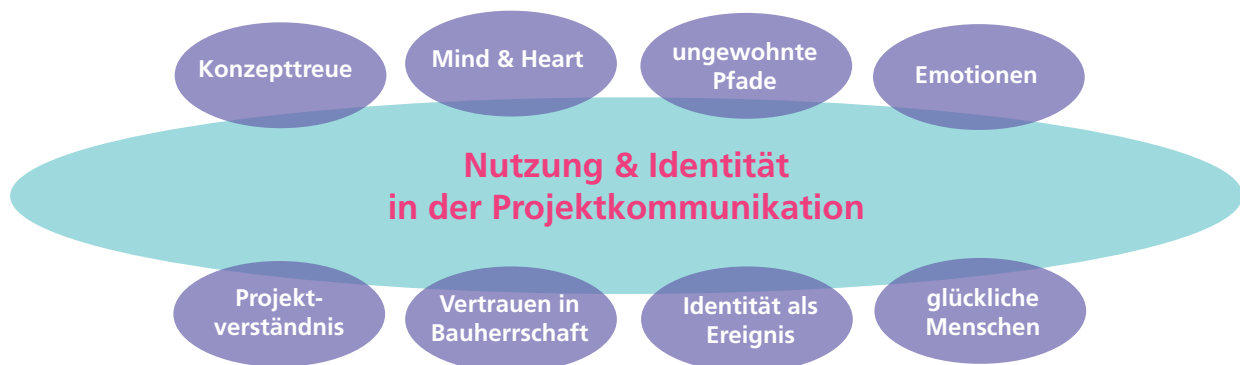 Konzepttreue
Mind & Heart
ungewohnte
Pfade
Emotionen
Nutzung & Identität
in der Projektkommunikation
Projekt-
verständnis
Vertrauen in
Bauherrschaft
Identität als
Ereignis
glückliche
Menschen